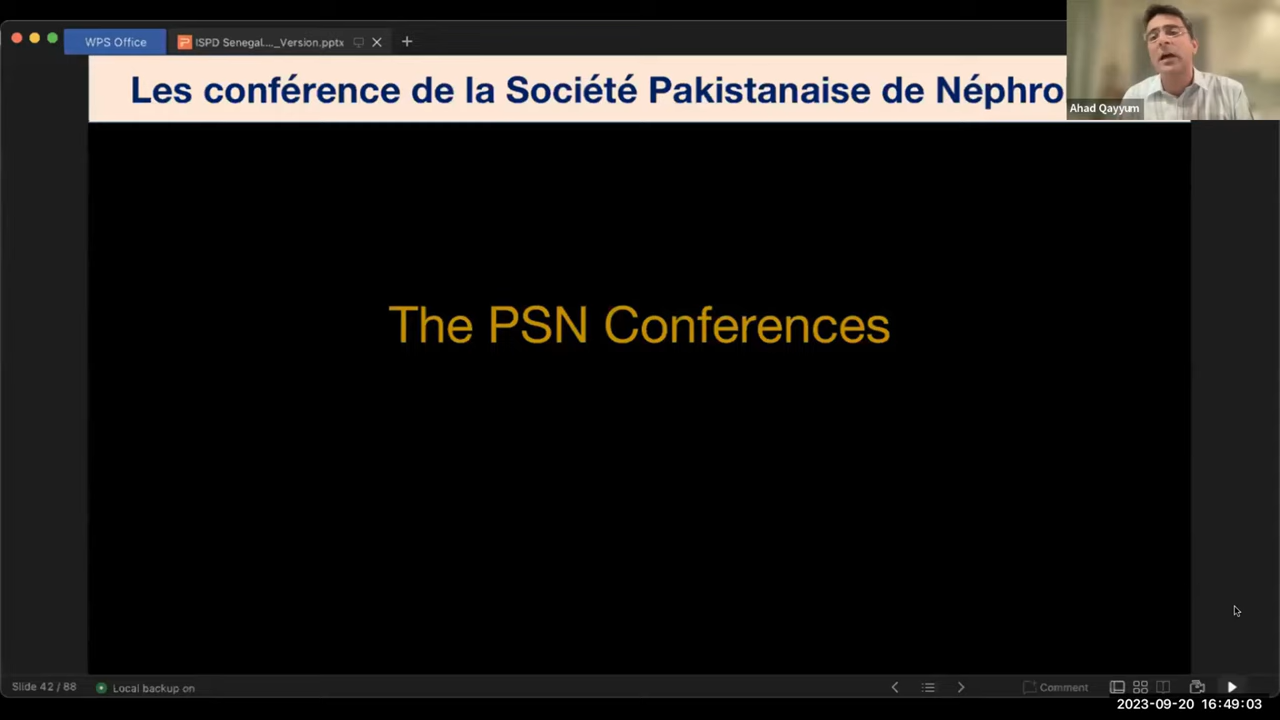 WPS Office
ISPD Senegal...._Version.pptx
Les conférence de la Société Pakistanaise de Néphro
Ahad Qayyum
The PSN Conferences
Slide 42 / 88
Local backup on
Comment
2023-09-20 16:49:03